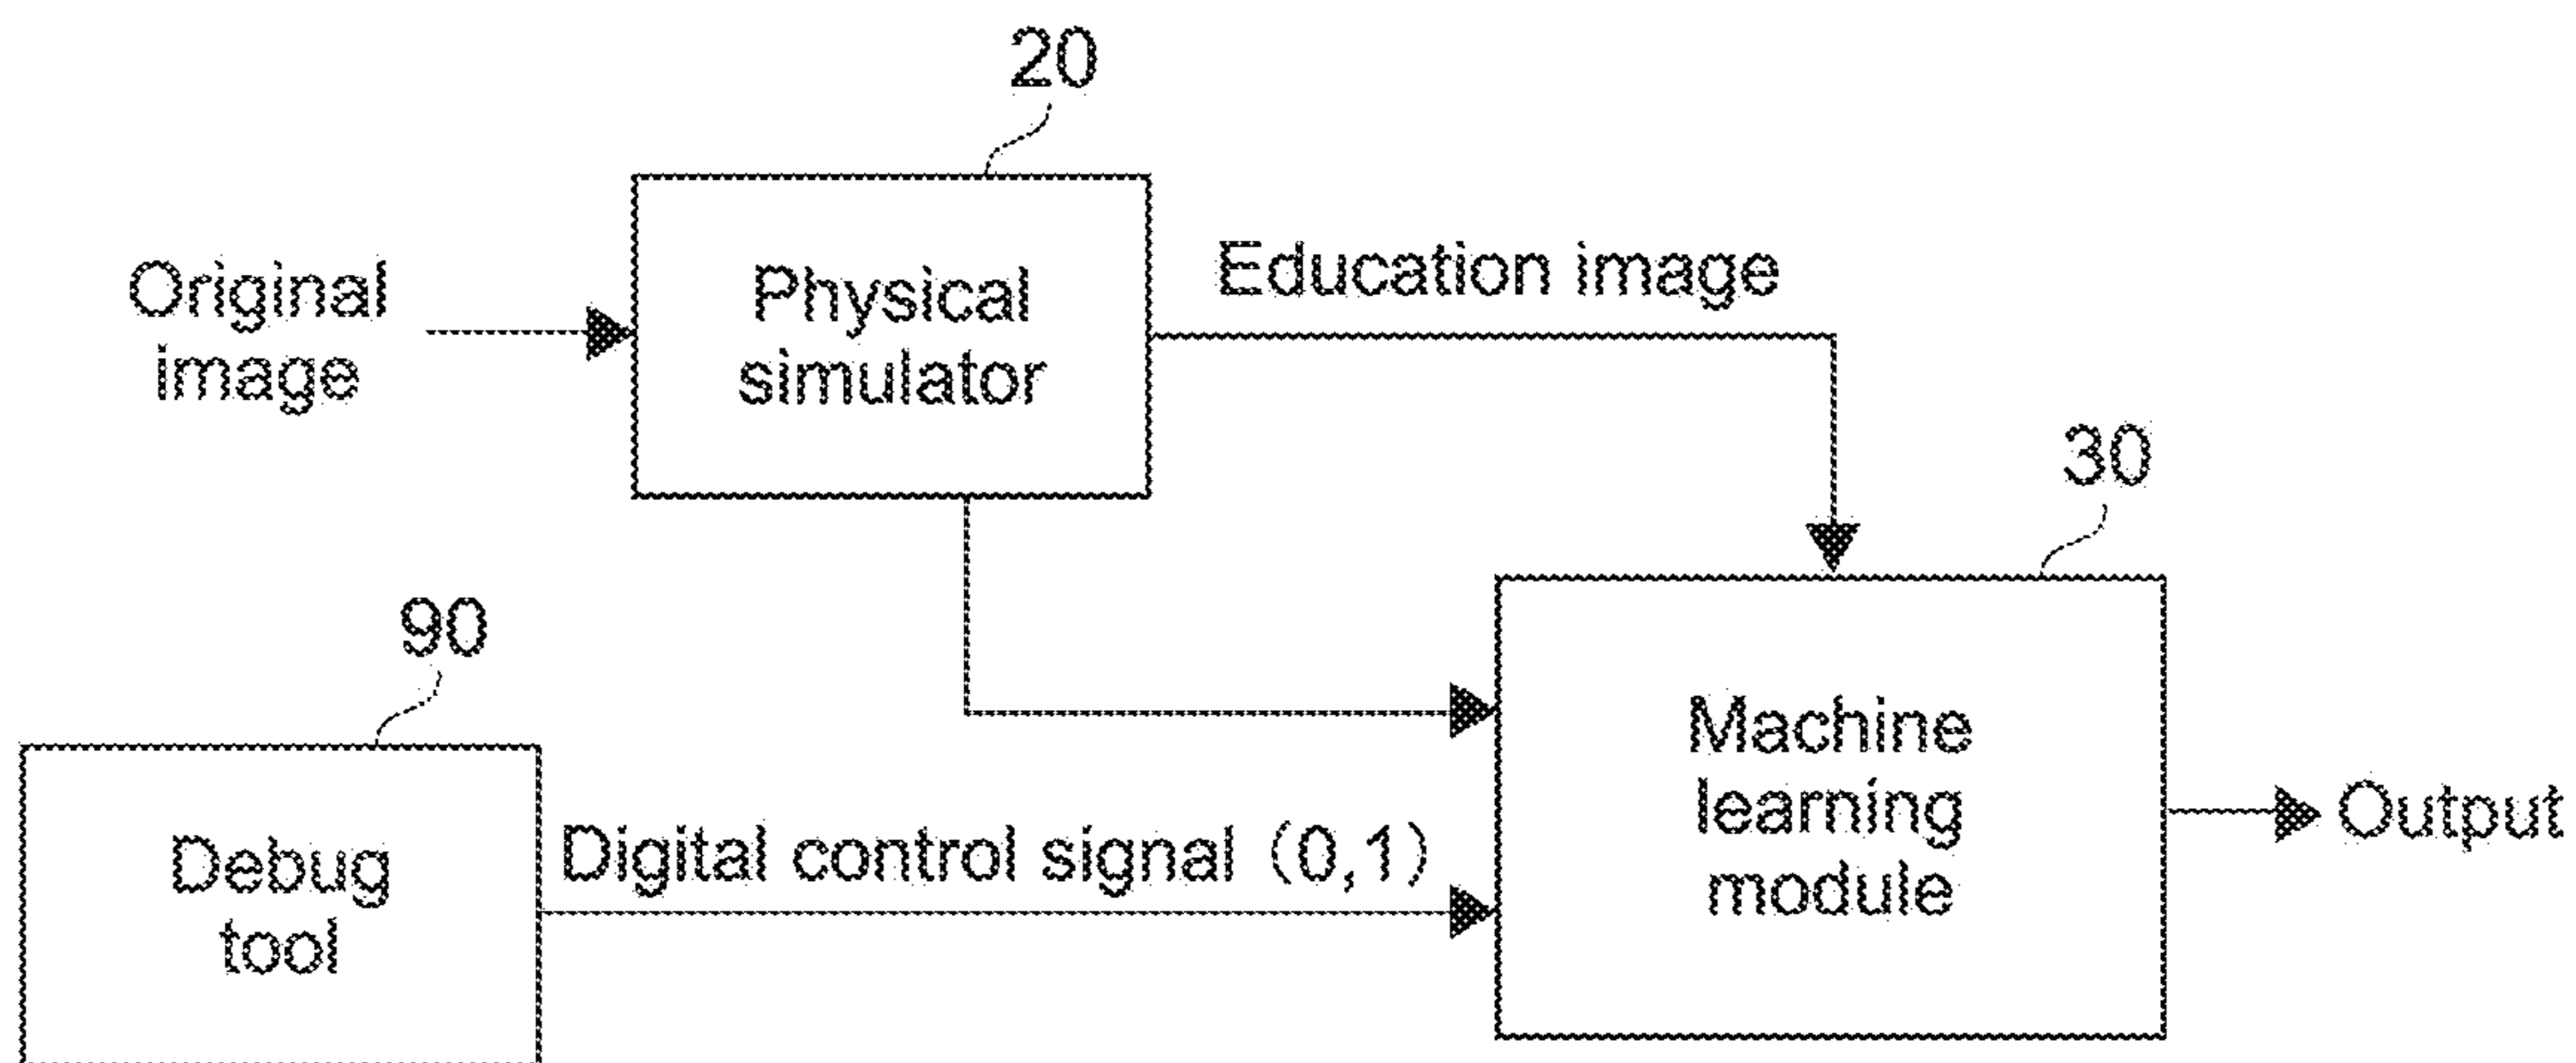 20
Original
image
Physical
simulator
Education image
30
90
Debug
tool
Digital control signal (0,1)
Machine
learning
module
Output